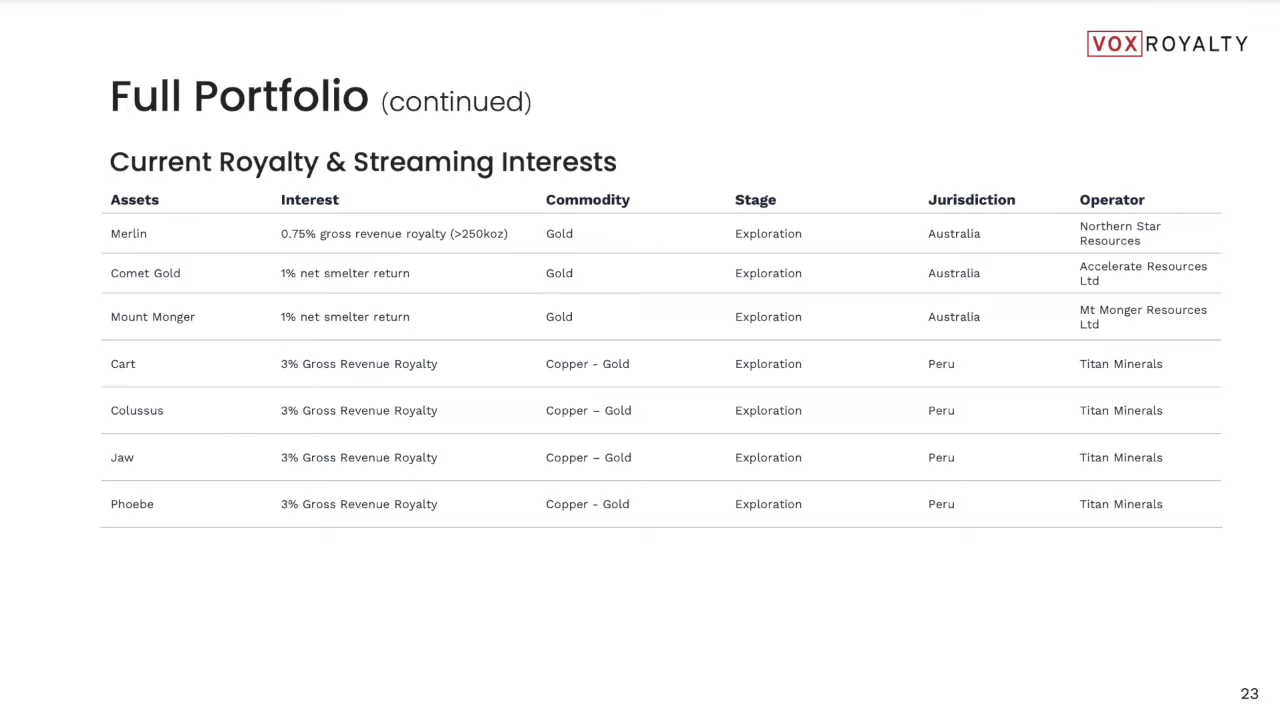 VOX ROYALTY
Full Portfolio (continued)
Current Royalty & Streaming Interests
Assets Interest Commodity Stage Jurisdiction Operator
Merlin 0.75% gross revenue royalty (>250koz) Gold Exploration Australia Northern Star
Resources
Comet Gold 1% net smelter return Gold Exploration Australia Accelerate Resources
Ltd
Mount Monger 1% net smelter return Gold Exploration Australia Mt Monger Resources
Ltd
Cart 3% Gross Revenue Royalty Copper - Gold Exploration Peru Titan Minerals
Colussus 3% Gross Revenue Royalty Copper – Gold Exploration Peru Titan Minerals
Jaw 3% Gross Revenue Royalty Copper – Gold Exploration Peru Titan Minerals
Phoebe 3% Gross Revenue Royalty Copper - Gold Exploration Peru Titan Minerals
23